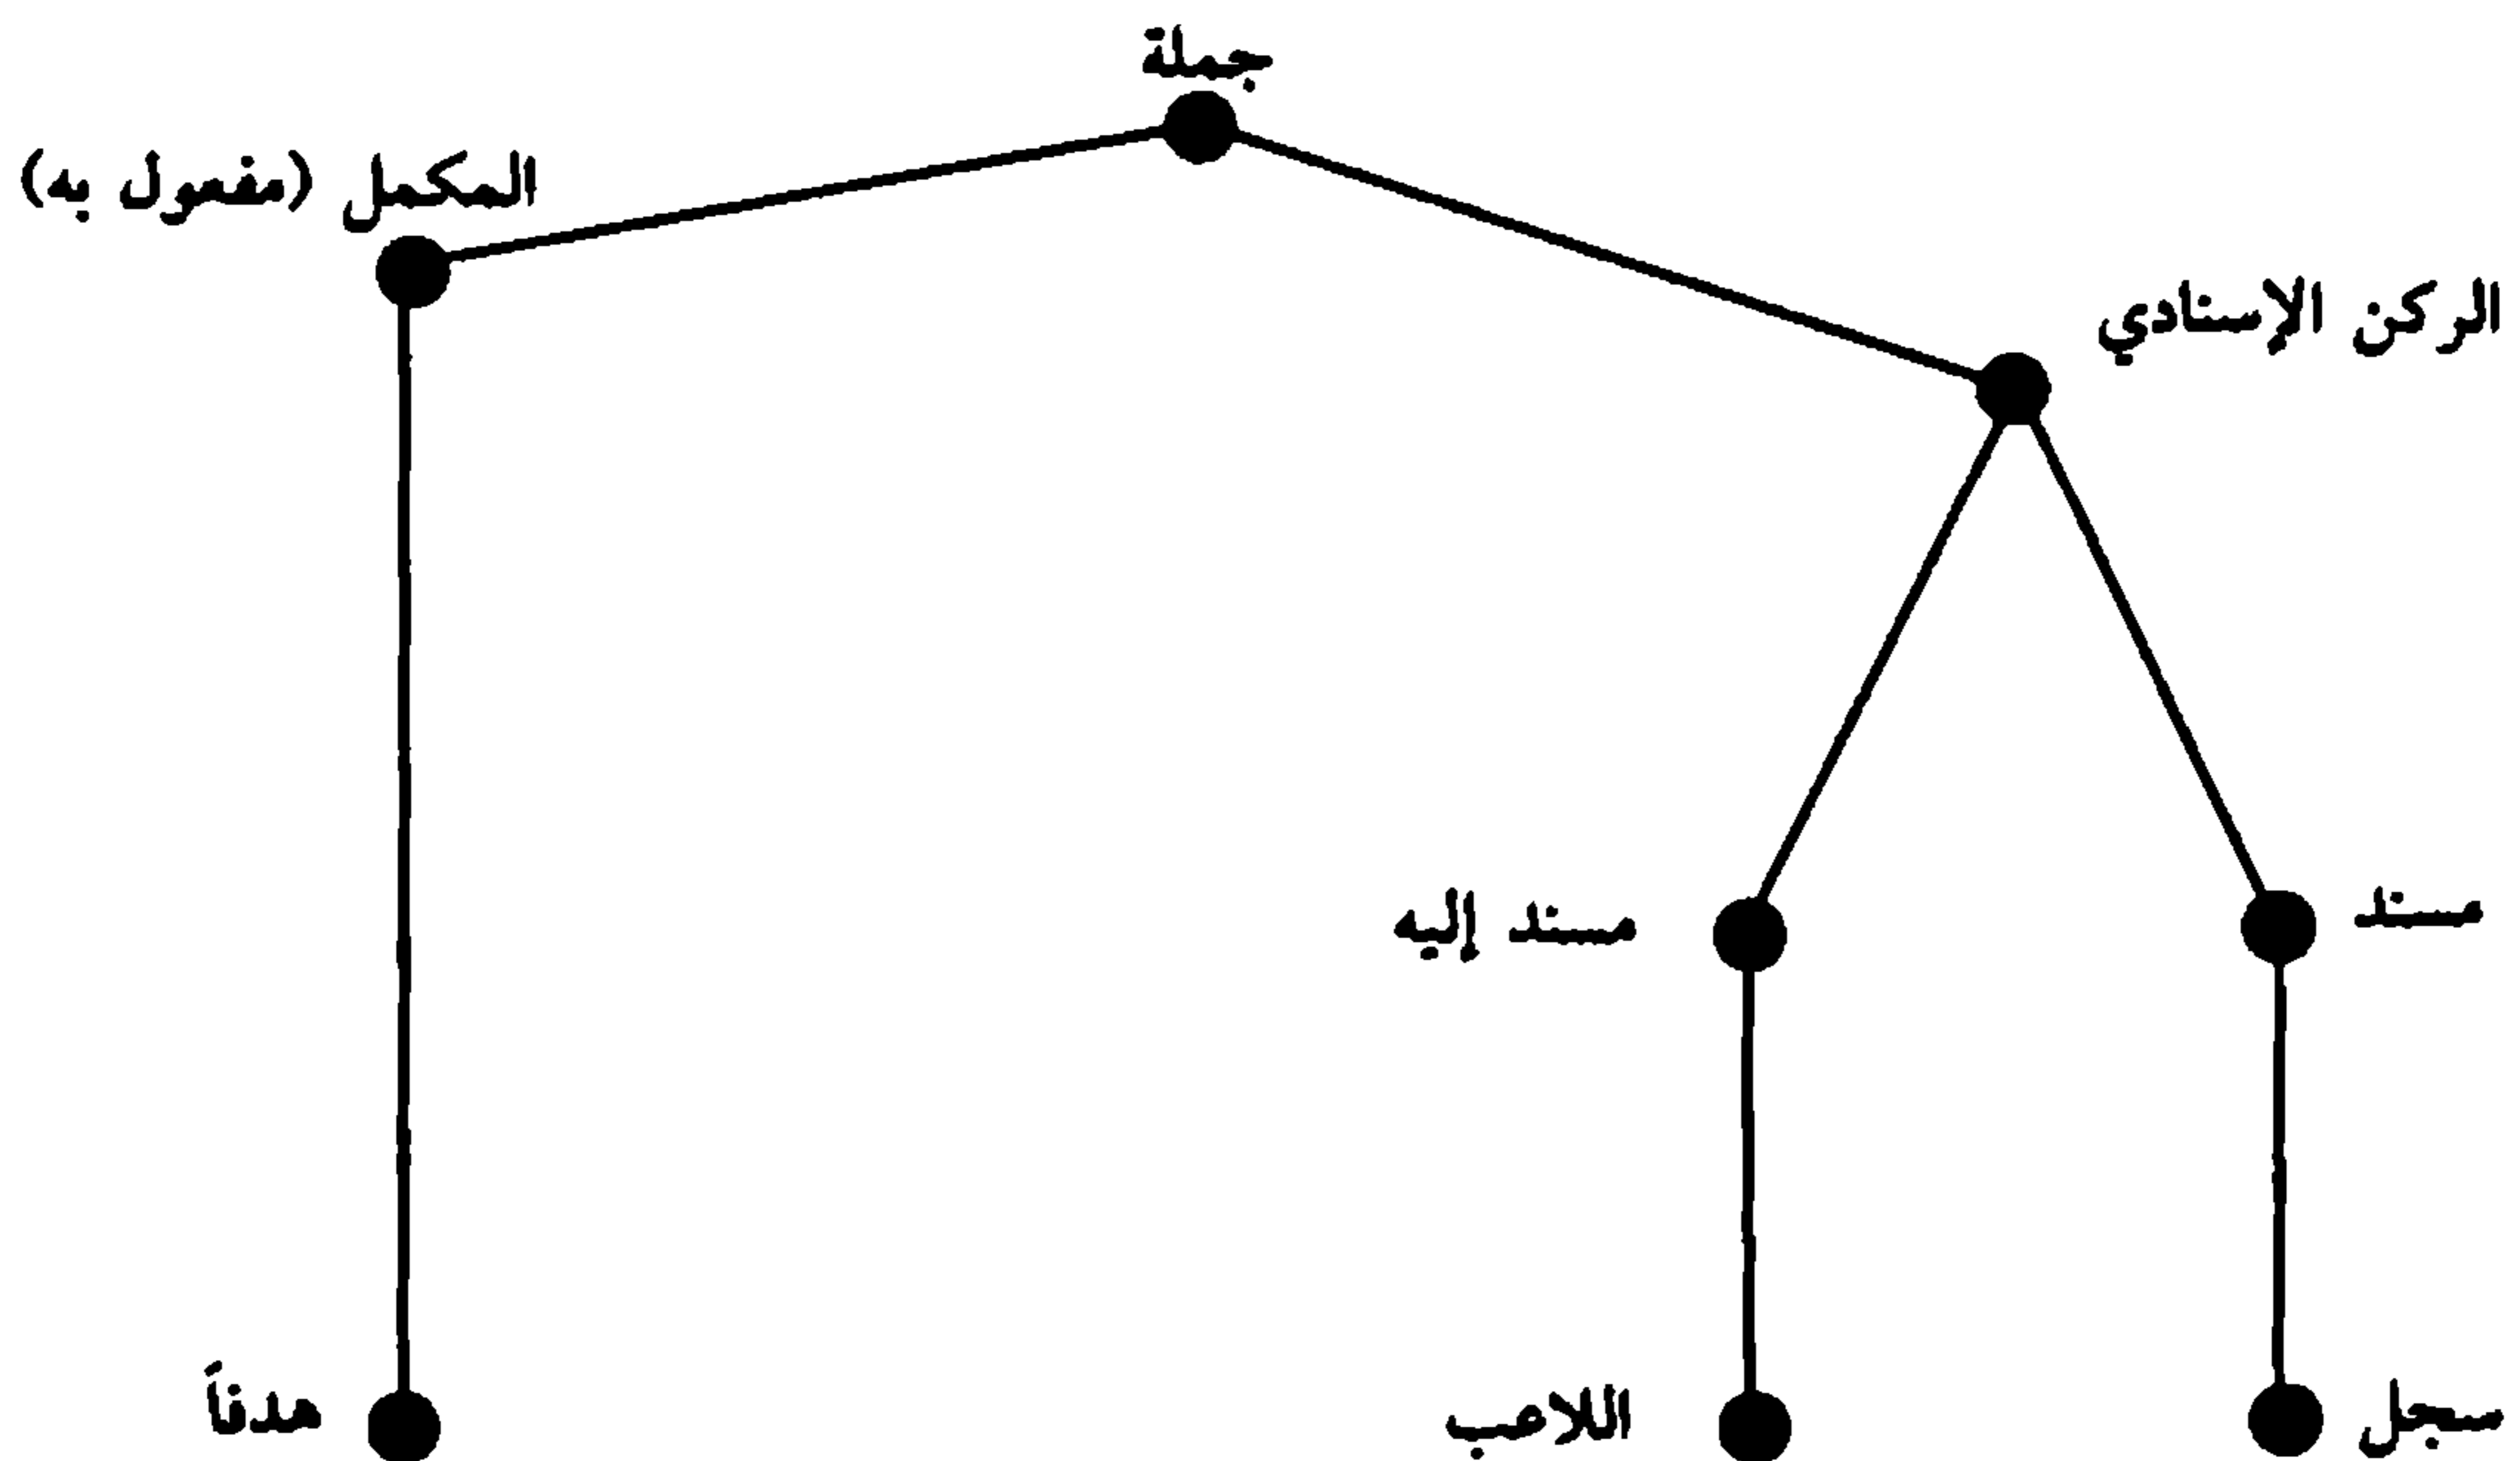 جملة
المكمل (مفعول به)
الركن الإسنادي
مسند
مسند إليه
سجل
اللاعب
هدفاً